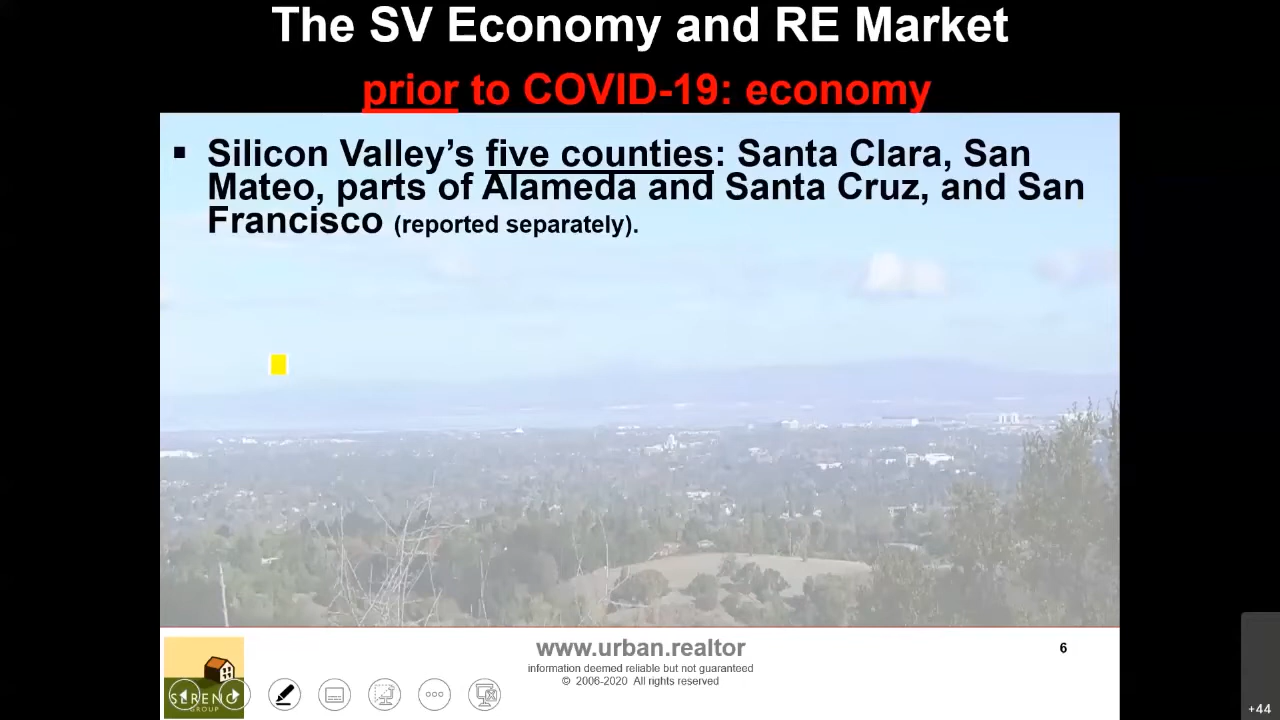 The SV Economy and RE Market
prior to COVID-19: economy
▪ Silicon Valley’s five counties: Santa Clara, San
Mateo, parts of Alameda and Santa Cruz, and San
Francisco (reported separately).
www.urban.realtor
6
information deemed reliable but not guaranteed
© 2006-2020 All rights reserved
SERENO
GROUP
+44